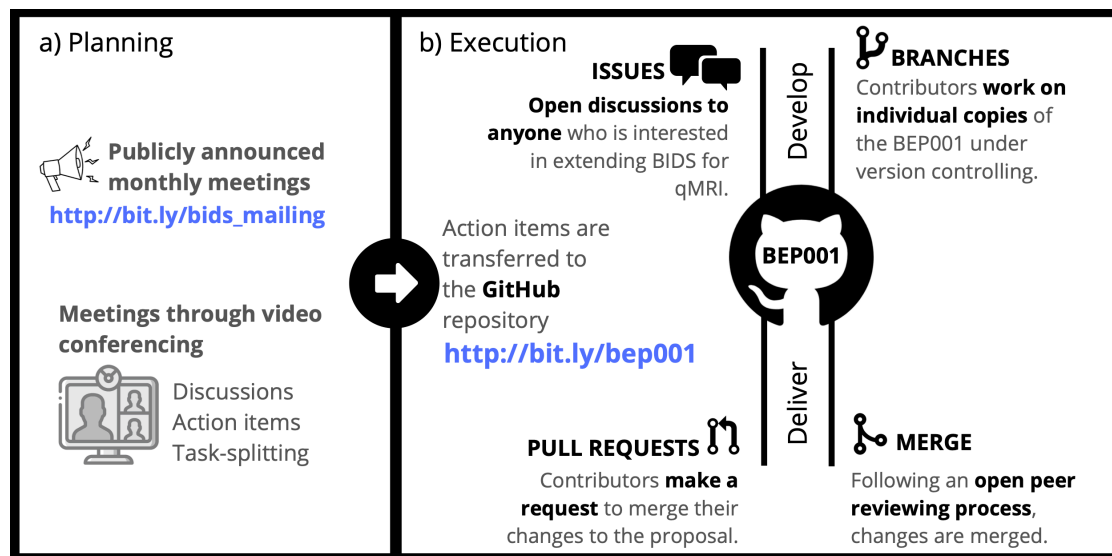 a) Planning
Publicly announced
monthly meetings
http://bit.ly/bids_mailing
Meetings through video
conferencing
Discussions
Action items
Task-splitting
b) Execution
Action items are
transferred to
the GitHub
repository
http://bit.ly/bep001
ISSUES
Open discussions to
anyone who is interested
in extending BIDS for
qMRI.
Develop
BRANCHES
Contributors work on
individual copies of
the BEP001 under
version controlling.
BEP001
PULL REQUESTS
Contributors make a
request to merge their
changes to the proposal.
Deliver
MERGE
Following an open peer
reviewing process,
changes are merged.